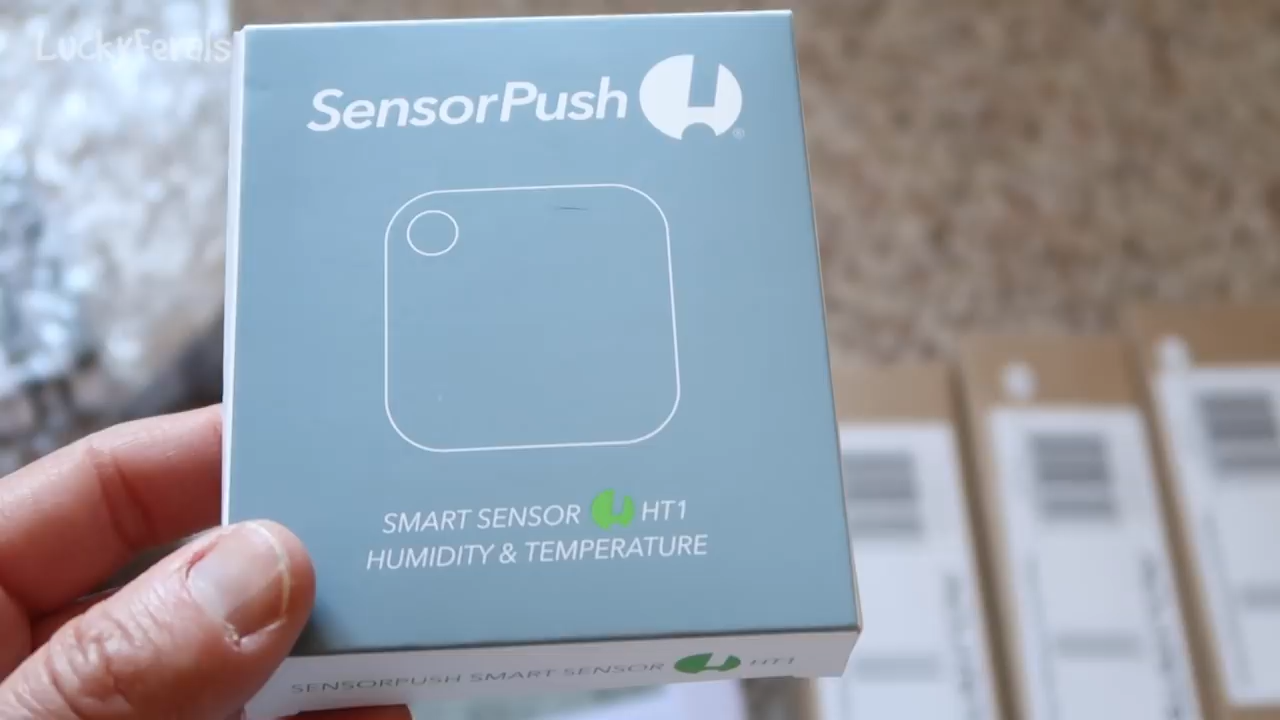 LuckyFerals
SensorPush
SMART SENSOR HT1
HUMIDITY & TEMPERATURE
SENSORPUSH SMART SENSOR HT1